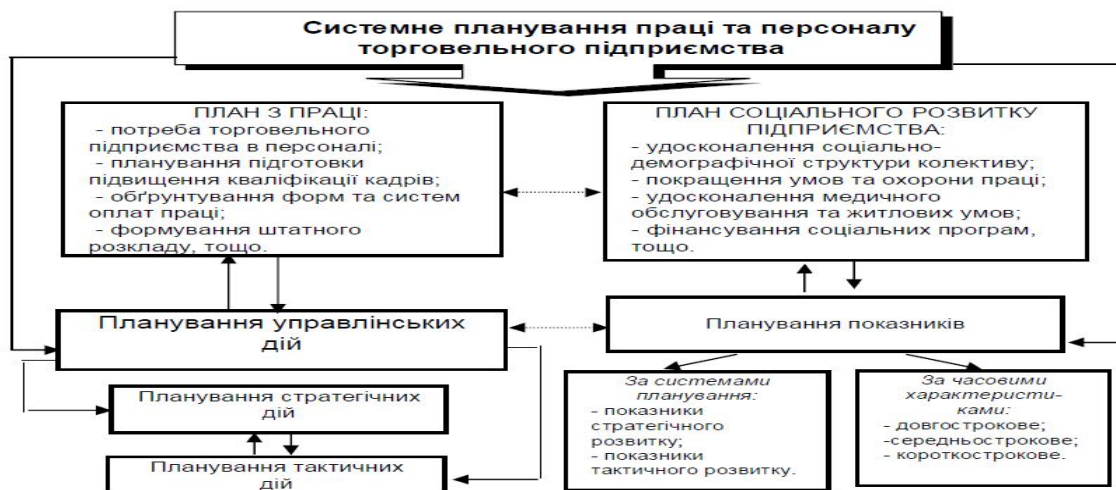 Системне планування праці та персоналу
торговельного підприємства
ПЛАН З ПРАЦІ:
- потреба торговельного
підприємства в персоналі;
- планування підготовки
підвищення кваліфікації кадрів;
- обґрунтування форм та систем
оплат праці;
- формування штатного
розкладу, тощо.
ПЛАН СОЦІАЛЬНОГО РОЗВИТКУ
ПІДПРИЄМСТВА:
- удосконалення соціально-
демографічної структури колективу;
- покращення умов та охорони праці;
- удосконалення медичного
обслуговування та житлових умов;
- фінансування соціальних програм,
тощо.
Планування управлінських
дій
Планування показників
Планування стратегічних
дій
Планування тактичних
дій
За системами
планування:
- показники
стратегічного
розвитку;
- показники
тактичного розвитку.
За часовими
характеристи-
ками:
- довгострокове;
-середньострокове;
- короткострокове.